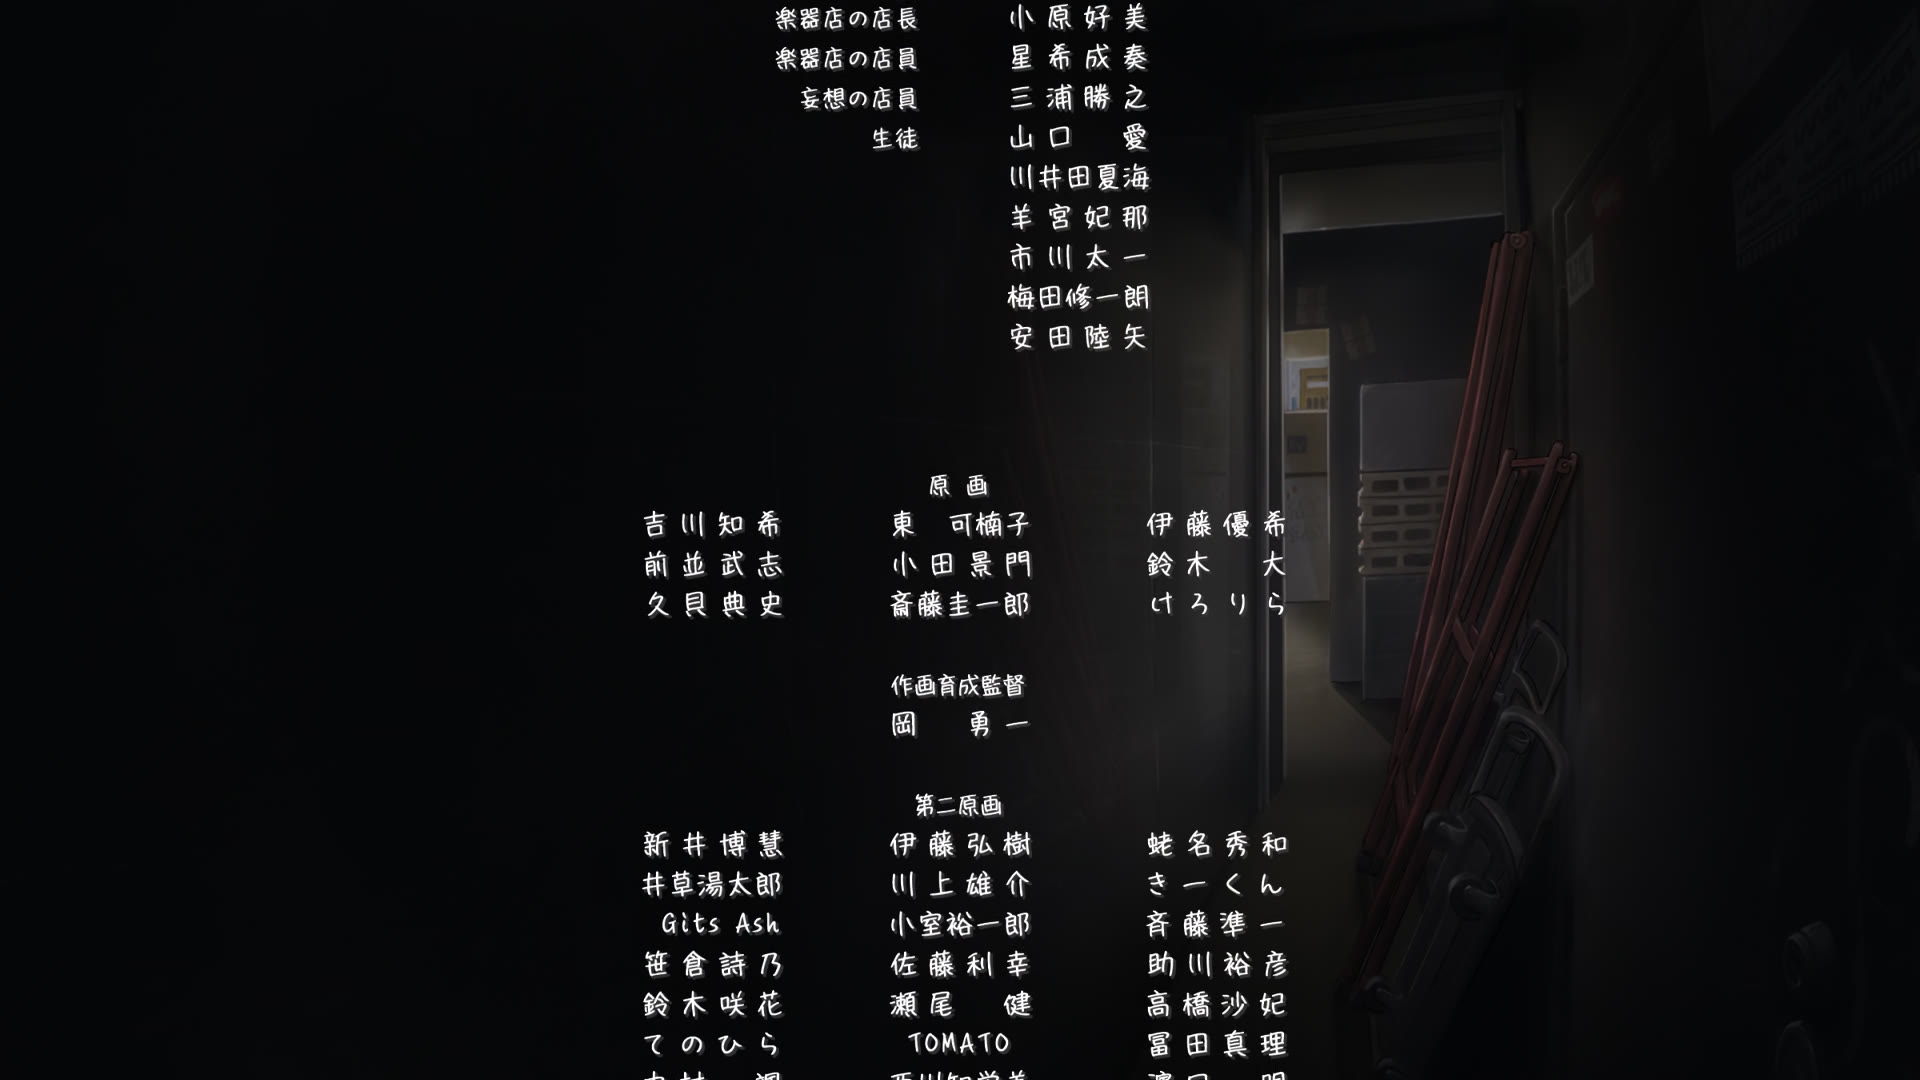 楽器店の店長 小原好美
楽器店の店員 星希成奏
妄想の店員 三浦勝之
生徒 山口 愛
川井田夏海
羊宮妃那
市川太一
梅田修一朗
安田陸矢
原画
吉川知希 東 可楠子 伊藤優希
前並武志 小田景門 鈴木 大
久貝典史 斎藤圭一郎 けろりら
作画育成監督
岡 勇一
第二原画
新井博慧 伊藤弘樹 蛯名秀和
井草湯太郎 川上雄介 きーくん
Gits Ash 小室裕一郎 斉藤準一
笹倉詩乃 佐藤利幸 助川裕彦
鈴木咲花 瀬尾 健 高橋沙妃
てのひら TOMATO 冨田真理